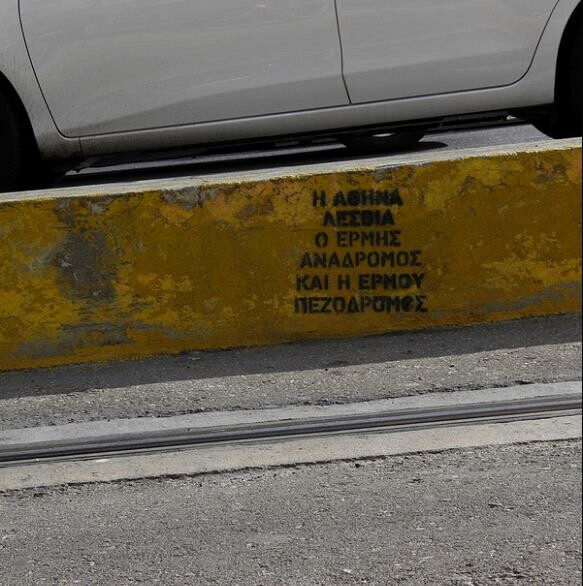 Η ΑΘΗΝΑ
ΛΕΣΒΙΑ
Ο ΕΡΜΗΣ
ΑΝΑΔΡΟΜΟΣ
ΚΑΙ Η ΕΡΜΟΥ
ΠΕΖΟΔΡΟΜΟΣ